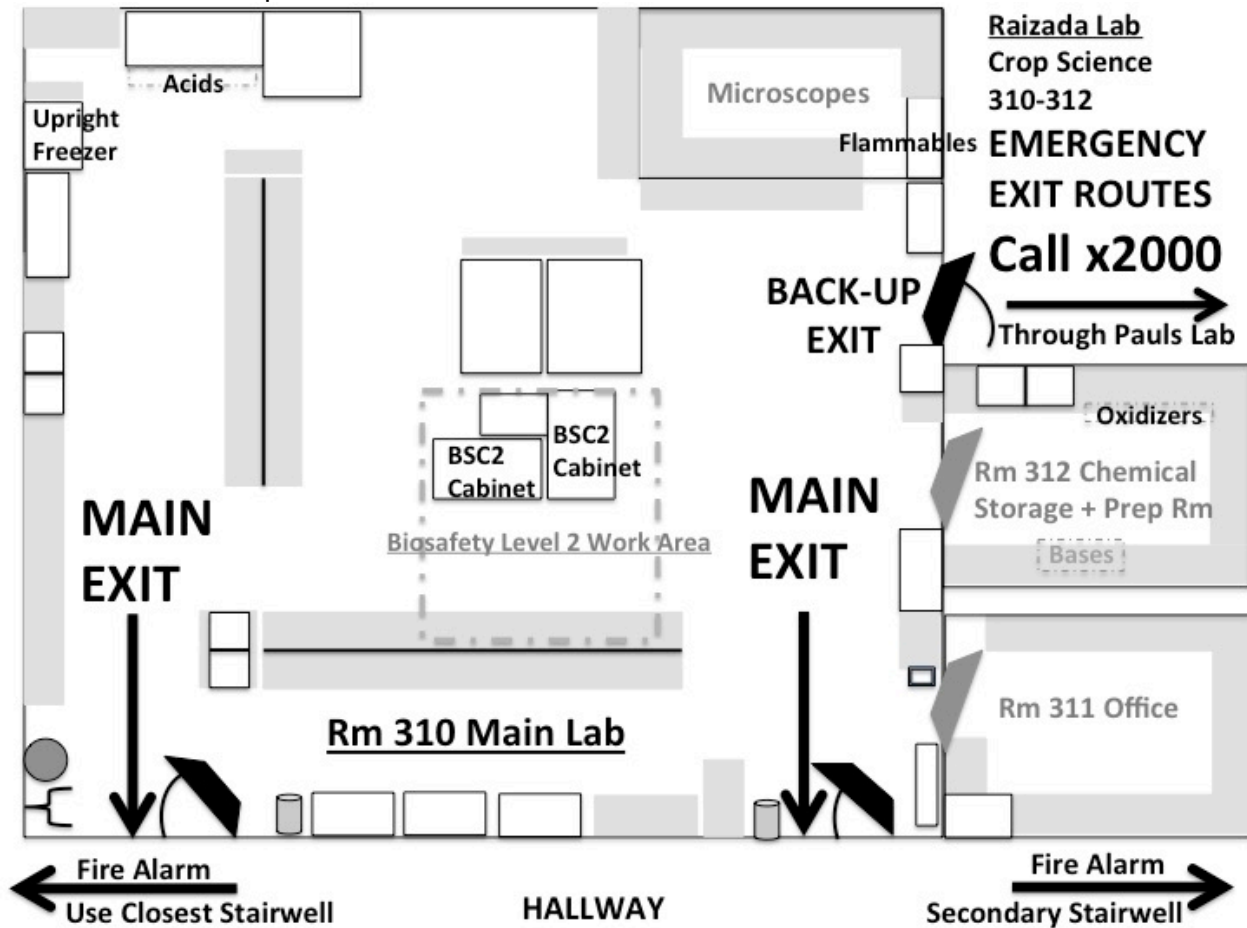 Raizada Lab
Crop Science
310-312
EMERGENCY
EXIT ROUTES
Call x2000
Through Pauls Lab
Acids
Upright
Freezer
Microscopes
Flammables
BACK-UP
EXIT
Oxidizers
BSC2
Cabinet
BSC2
Cabinet
Rm 312 Chemical
Storage + Prep Rm
Bases
MAIN
EXIT
Biosafety Level 2 Work Area
MAIN
EXIT
Rm 310 Main Lab
Rm 311 Office
Fire Alarm
Use Closest Stairwell
HALLWAY
Fire Alarm
Secondary Stairwell